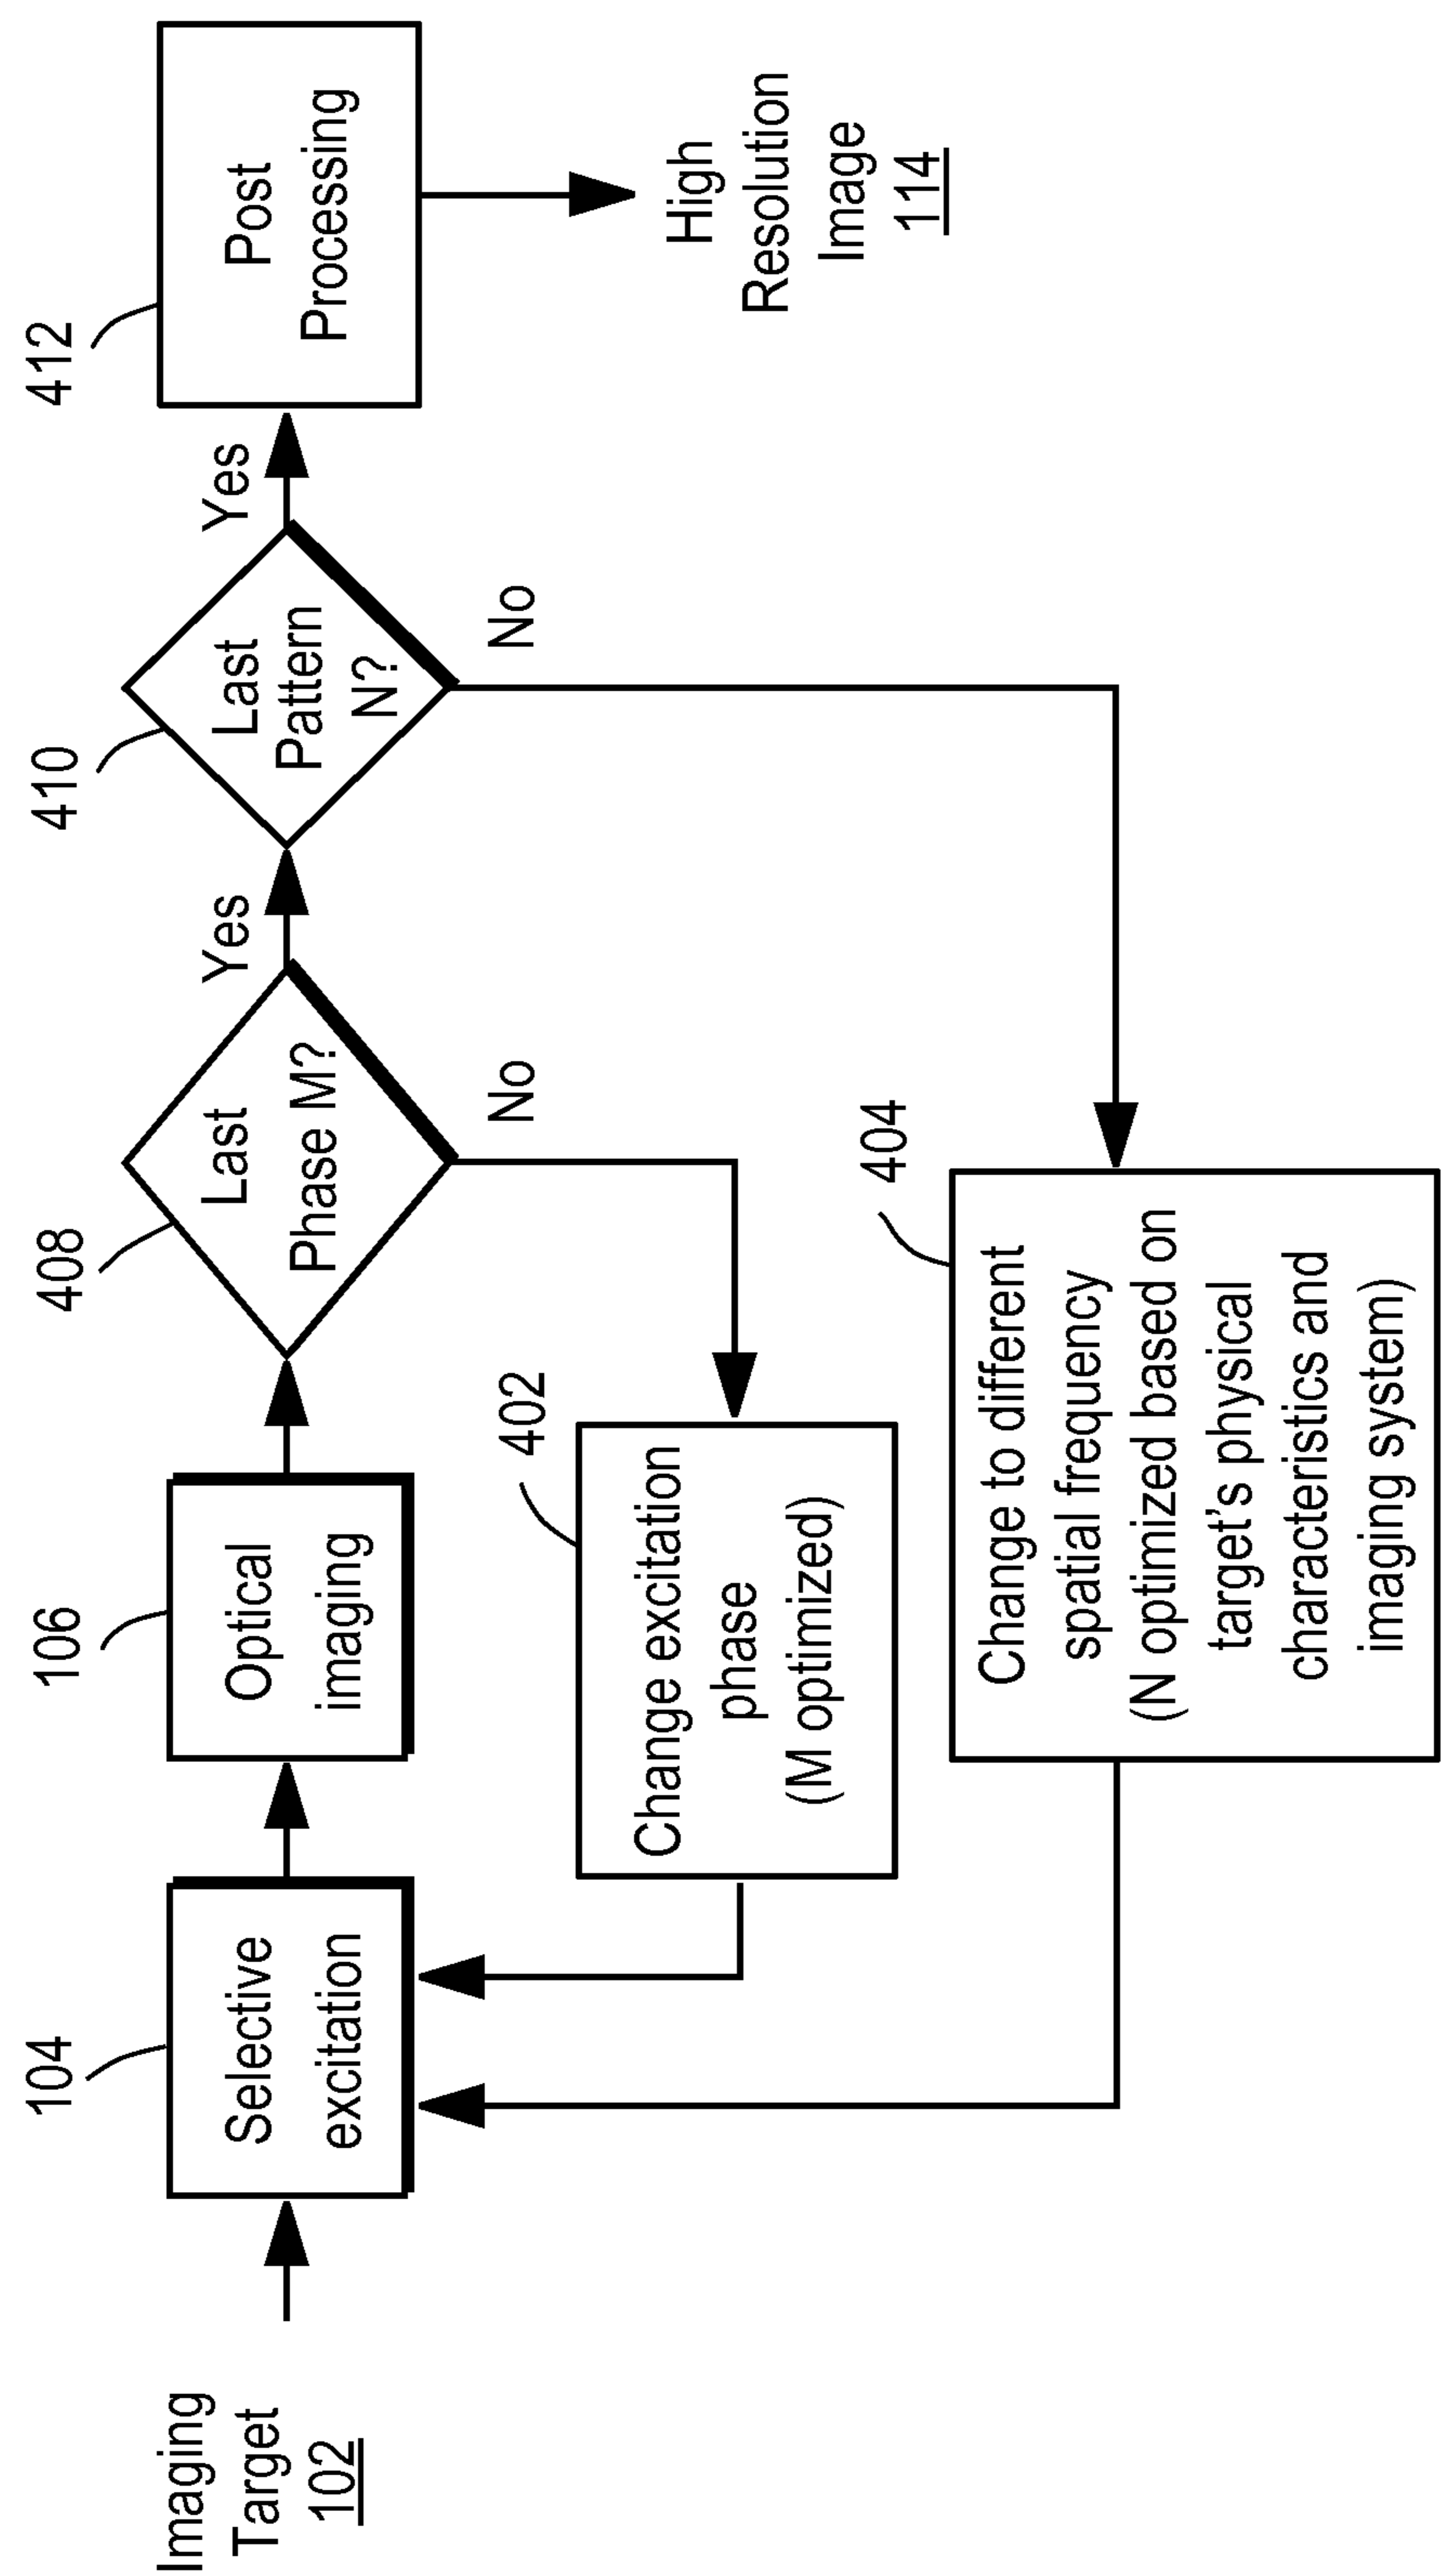 Imaging
Target
102
104
Selective
excitation
106
Optical
imaging
408
Last
Phase M?
Yes
No
410
Last
Pattern
N?
Yes
No
412
Post
Processing
High
Resolution
Image
114
402
Change excitation
phase
(M optimized)
404
Change to different
spatial frequency
(N optimized based on
target's physical
characteristics and
imaging system)